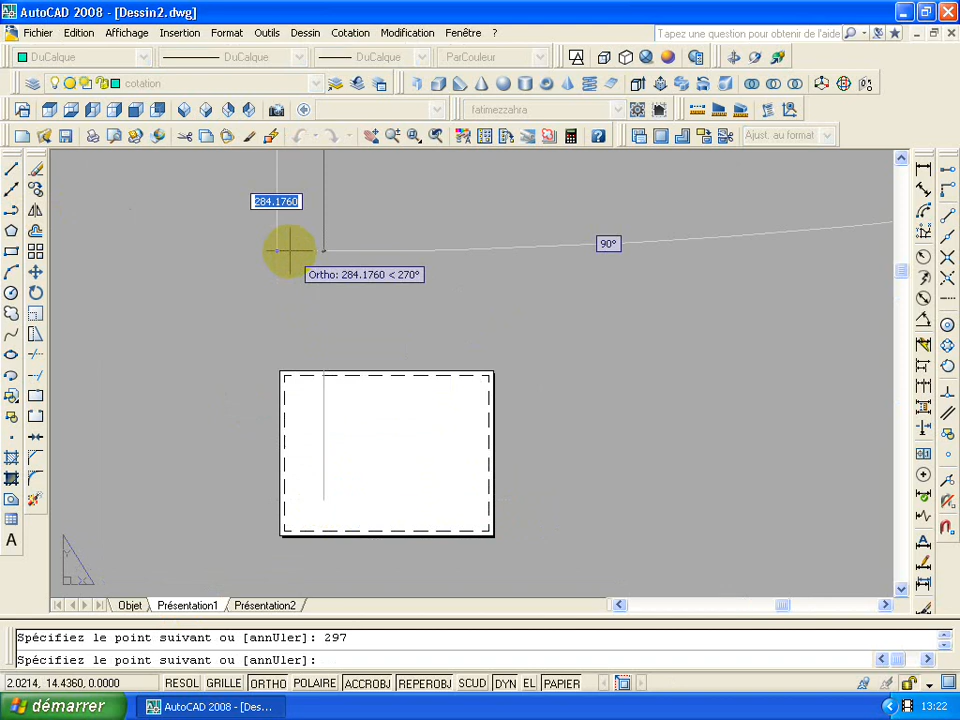 AutoCAD 2008 - [Dessin2.dwg]
Fichier Edition Affichage Insertion Format Outils Dessin Cotation Modification Fenêtre ?
Tapez une question pour obtenir de l'aide
DuCalque DuCalque DuCalque ParCouleur
cotation
fatimezzahra
Ajust. au format
284.1760
90°
Ortho: 284.1760 < 270°
Objet Présentation1 Présentation2
Spécifiez le point suivant ou [annUler]: 297
Spécifiez le point suivant ou [annUler]:
2.0214, 14.4360, 0.0000 RESOL GRILLE ORTHO POLAIRE ACCROBJ REPEROBJ SCUD DYN EL PAPIER
démarrer AutoCAD 2008 - [Des... 13:22